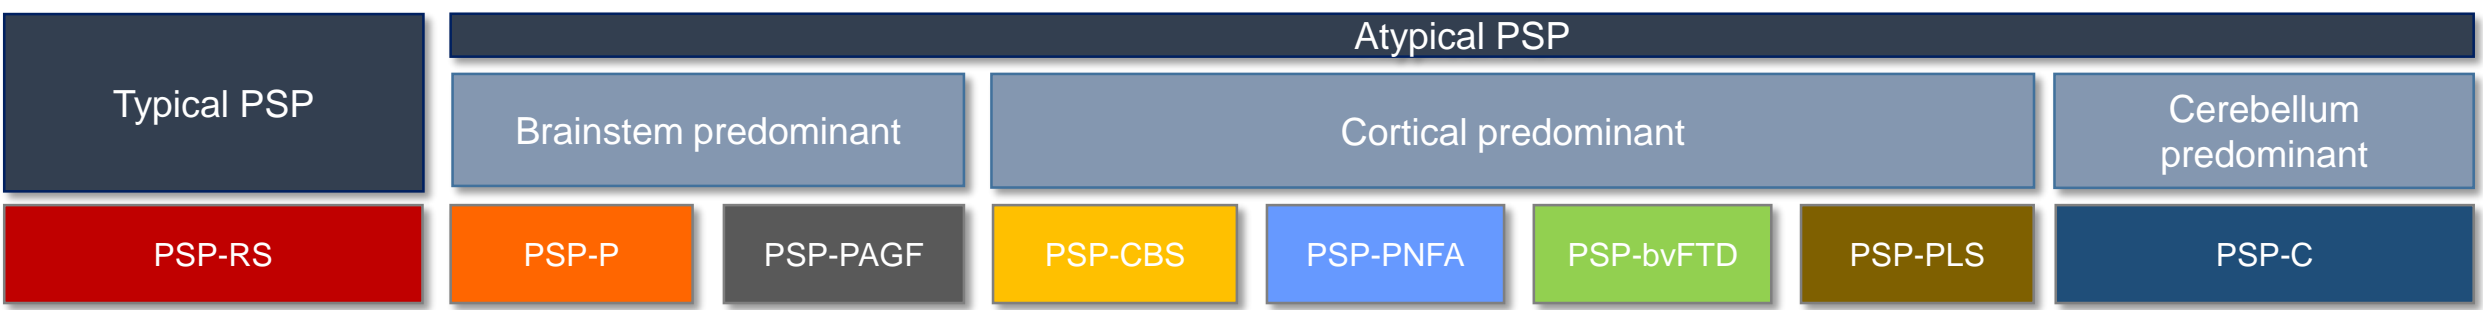 Typical PSP
Atypical PSP
Brainstem predominant
Cortical predominant
Cerebellum
predominant
PSP-RS
PSP-P
PSP-PAGF
PSP-CBS
PSP-PNFA
PSP-bvFTD
PSP-PLS
PSP-C